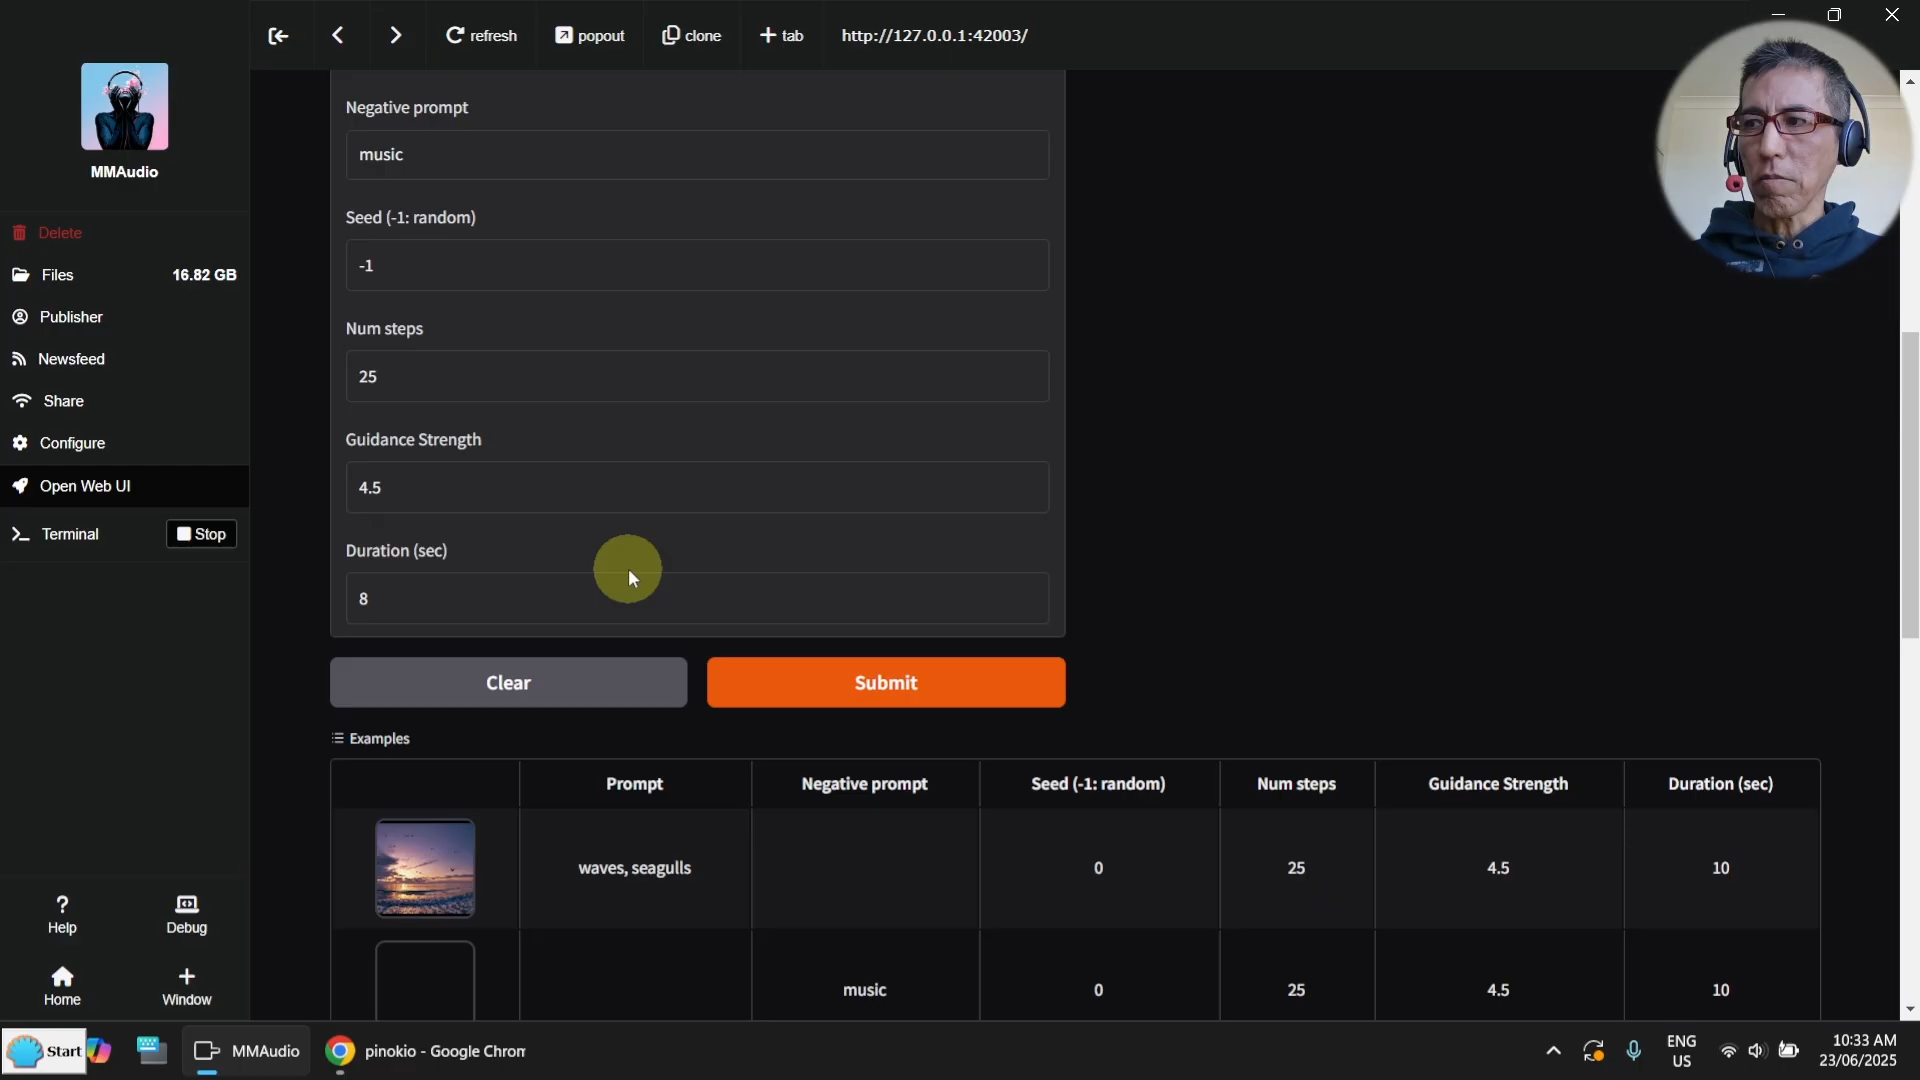 refresh
popout
clone
tab
http://127.0.0.1:42003/
MMAudio
Delete
Files 16.82 GB
Publisher
Newsfeed
Share
Configure
Open Web UI
Terminal Stop
Negative prompt
music
Seed (-1: random)
-1
Num steps
25
Guidance Strength
4.5
Duration (sec)
8
Clear Submit
Examples
Prompt Negative prompt Seed (-1: random) Num steps Guidance Strength Duration (sec)
waves, seagulls 0 25 4.5 10
music 0 25 4.5 10
Help Debug
Home Window
Start MMAudio pinokio - Google Chrom
ENG
US
10:33 AM
23/06/2025